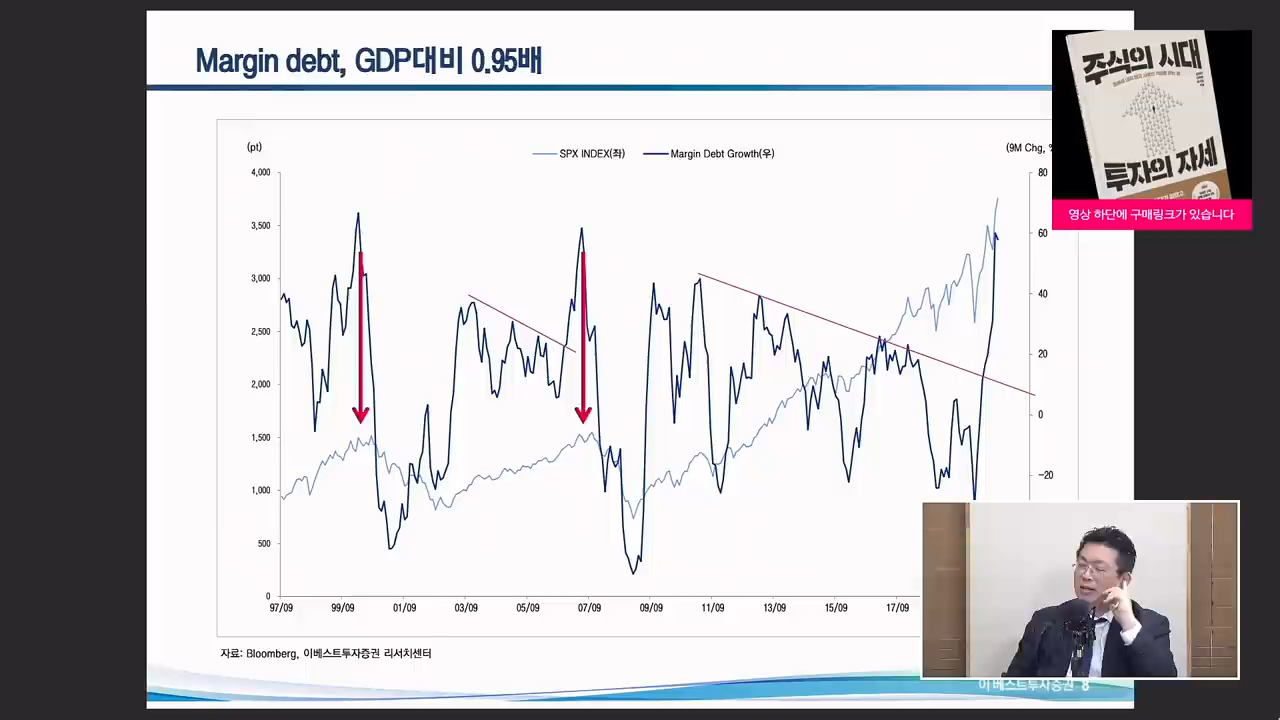 Margin debt, GDP대비 0.95배
주식의 시대
투자의 자세
영상 하단에 구매링크가 있습니다
(pt)
SPX INDEX(좌)
Margin Debt Growth(우)
(9M Chg,
4,000
3,500
3,000
2,500
2,000
1,500
1,000
500
0
80
60
40
20
0
-20
97/09
99/09
01/09
03/09
05/09
07/09
09/09
11/09
13/09
15/09
17/09
자료: Bloomberg, 이베스트투자증권 리서치센터
이베스트투자증권 8